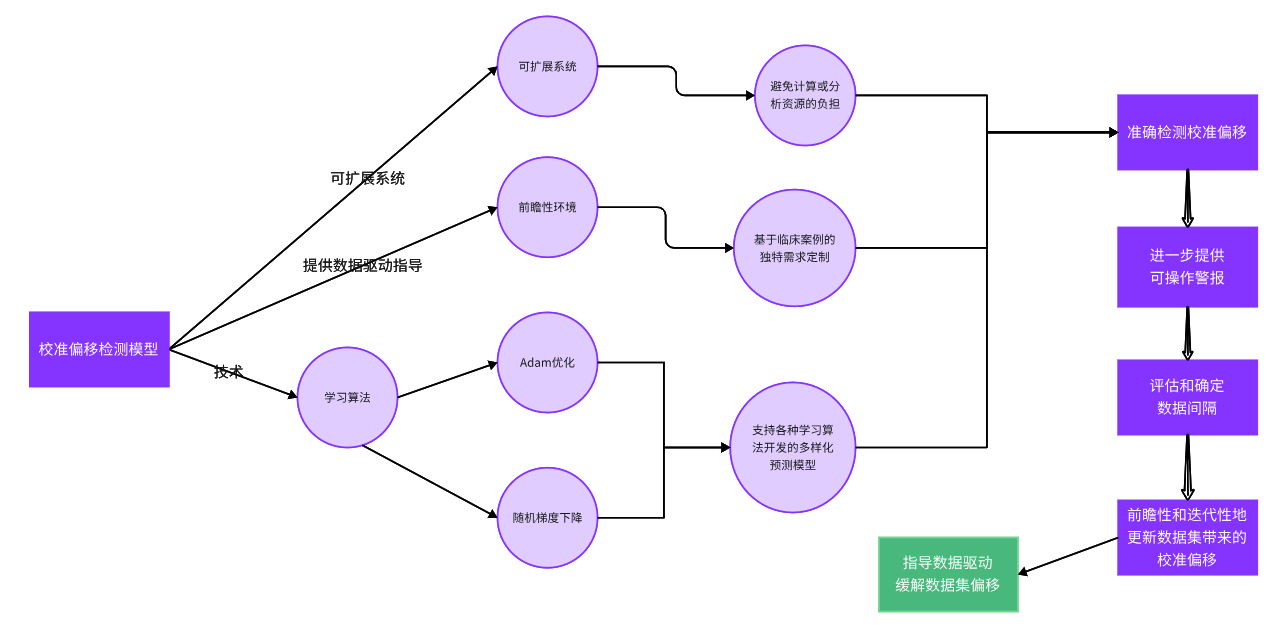 校准偏移检测模型
可扩展系统
提供数据驱动指导
技术
学习算法
可扩展系统
前瞻性环境
Adam优化
随机梯度下降
避免计算或分
析资源的负担
基于临床案例的
独特需求定制
支持各种学习算
法开发的多样化
预测模型
准确检测校准偏移
进一步提供
可操作警报
评估和确定
数据间隔
前瞻性和迭代性地
更新数据集带来的
校准偏移
指导数据驱动
缓解数据集偏移